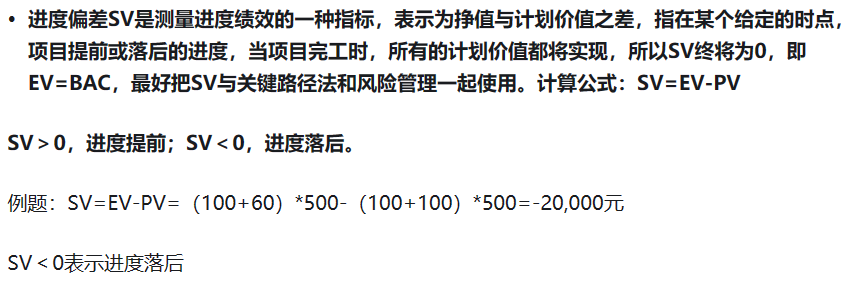 • 进度偏差SV是测量进度绩效的一种指标，表示为挣值与计划价值之差，指在某个给定的时点，
项目提前或落后的进度，当项目完工时，所有的计划价值都将实现，所以SV终将为0，即
EV=BAC，最好把SV与关键路径法和风险管理一起使用。计算公式：SV=EV-PV
SV＞0，进度提前；SV＜0，进度落后。
例题：SV=EV-PV=（100+60）*500-（100+100）*500=-20,000元
SV＜0表示进度落后